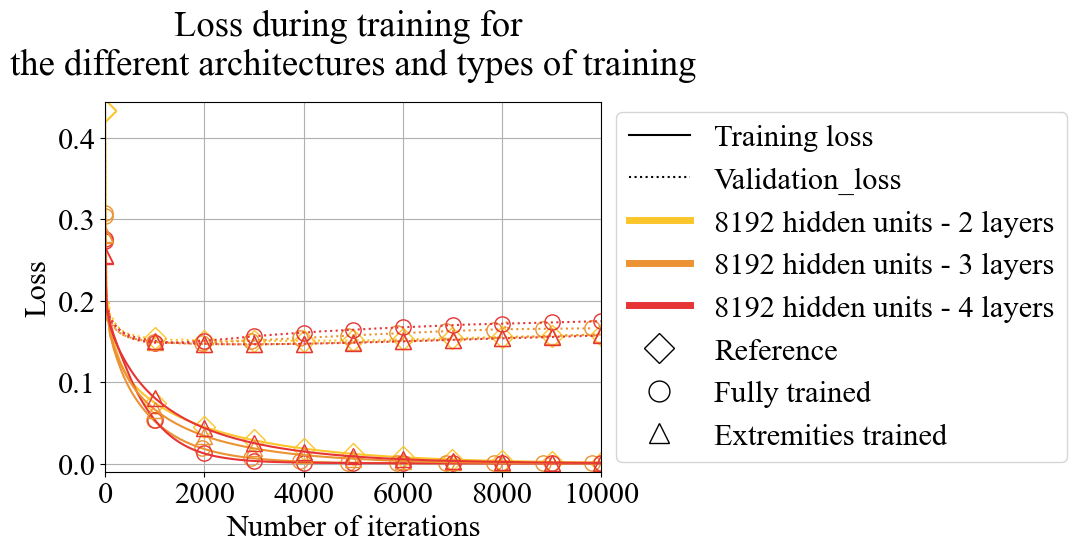 Loss during training for
the different architectures and types of training
0.4
0.3
0.2
0.1
0.0
Loss
0 2000 4000 6000 8000 10000
Number of iterations
Training loss
Validation_loss
8192 hidden units - 2 layers
8192 hidden units - 3 layers
8192 hidden units - 4 layers
Reference
Fully trained
Extremities trained